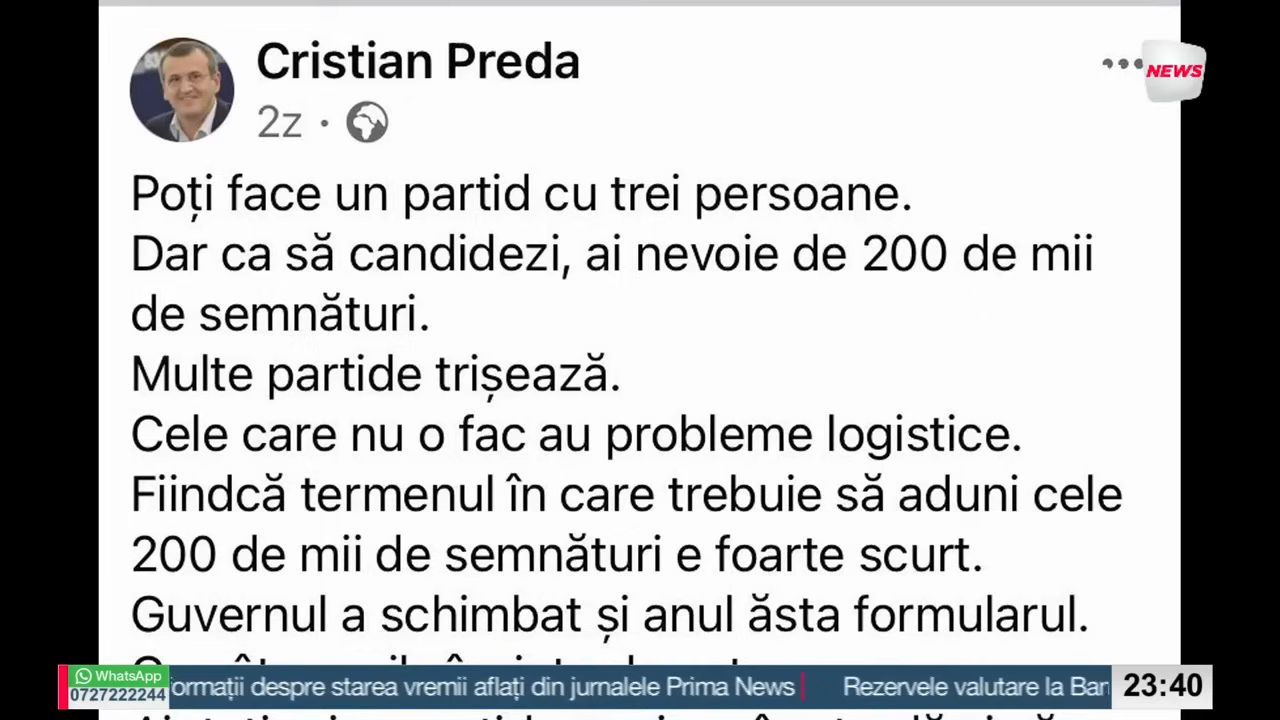 Cristian Preda
2z
NEWS
Poți face un partid cu trei persoane.
Dar ca să candidezi, ai nevoie de 200 de mii
de semnături.
Multe partide trișează.
Cele care nu o fac au probleme logistice.
Fiindcă termenul în care trebuie să aduni cele
200 de mii de semnături e foarte scurt.
Guvernul a schimbat și anul ăsta formularul.
WhatsApp
0727222244
despre starea vremii aflați din jurnalele Prima News
Rezervele valutare la
23:40